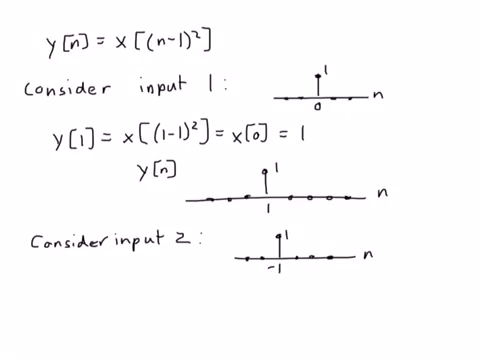 y[n] = x[(n-1)²]
Consider input 1 :
1
n
0
y[1] = x[(1-1)²] = x[0] = 1
y[n]
1
n
1
Consider input 2 :
1
n
-1